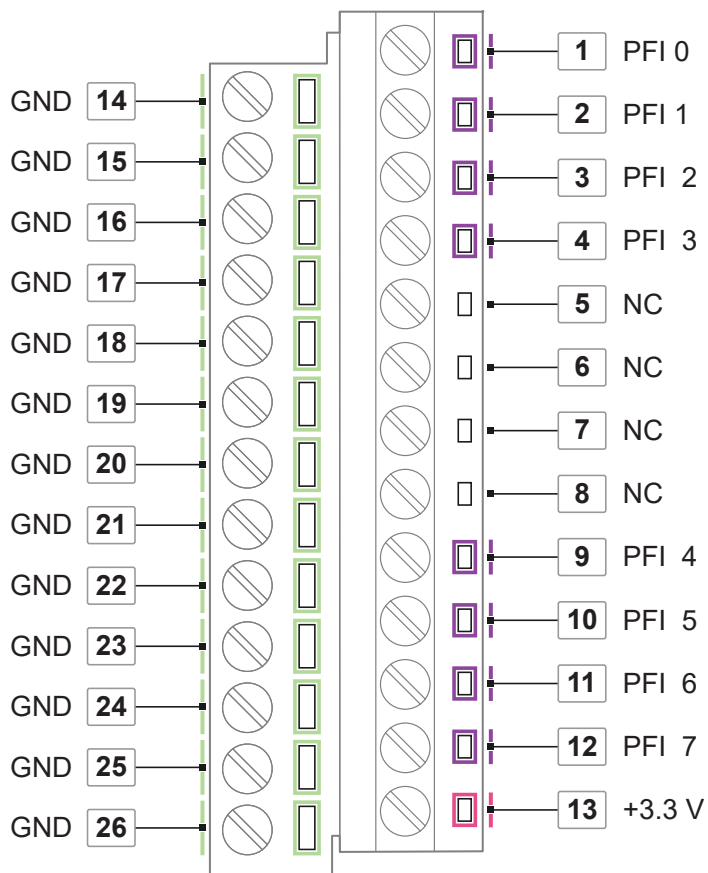 GND 14
GND 15
GND 16
GND 17
GND 18
GND 19
GND 20
GND 21
GND 22
GND 23
GND 24
GND 25
GND 26
1 PFI 0
2 PFI 1
3 PFI 2
4 PFI 3
5 NC
6 NC
7 NC
8 NC
9 PFI 4
10 PFI 5
11 PFI 6
12 PFI 7
13 +3.3 V